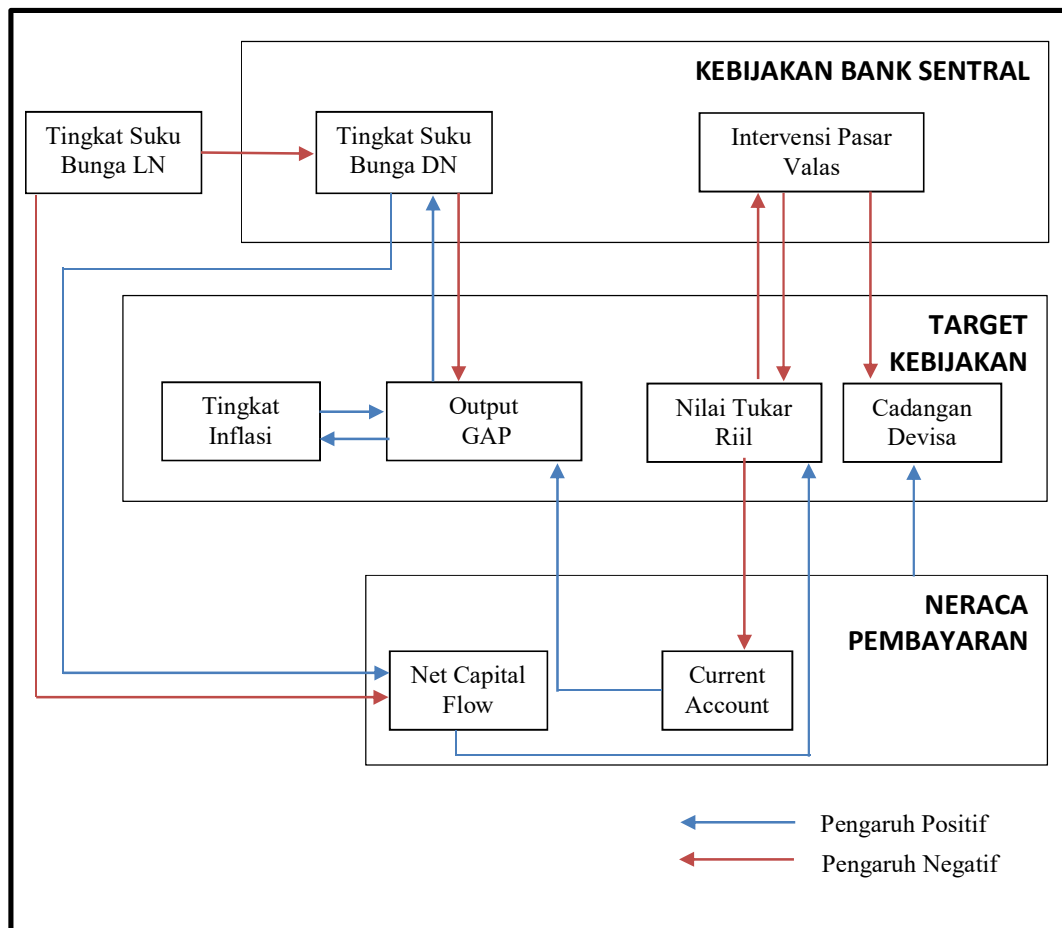 KEBIJAKAN BANK SENTRAL
Tingkat Suku
Bunga LN
Tingkat Suku
Bunga DN
Intervensi Pasar
Valas
TARGET
KEBIJAKAN
Tingkat
Inflasi
Output
GAP
Nilai Tukar
Riil
Cadangan
Devisa
NERACA
PEMBAYARAN
Net Capital
Flow
Current
Account
Pengaruh Positif
Pengaruh Negatif